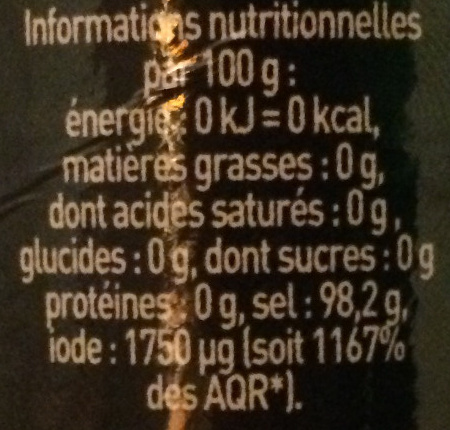 Informations nutritionnelles
par 100 g :
énergie : 0 kJ = 0 kcal,
matières grasses : 0 g,
dont acides saturés : 0 g,
glucides : 0 g, dont sucres : 0 g
protéines : 0 g, sel : 98,2 g,
iode : 1750 µg (soit 1167%
des AQR*).